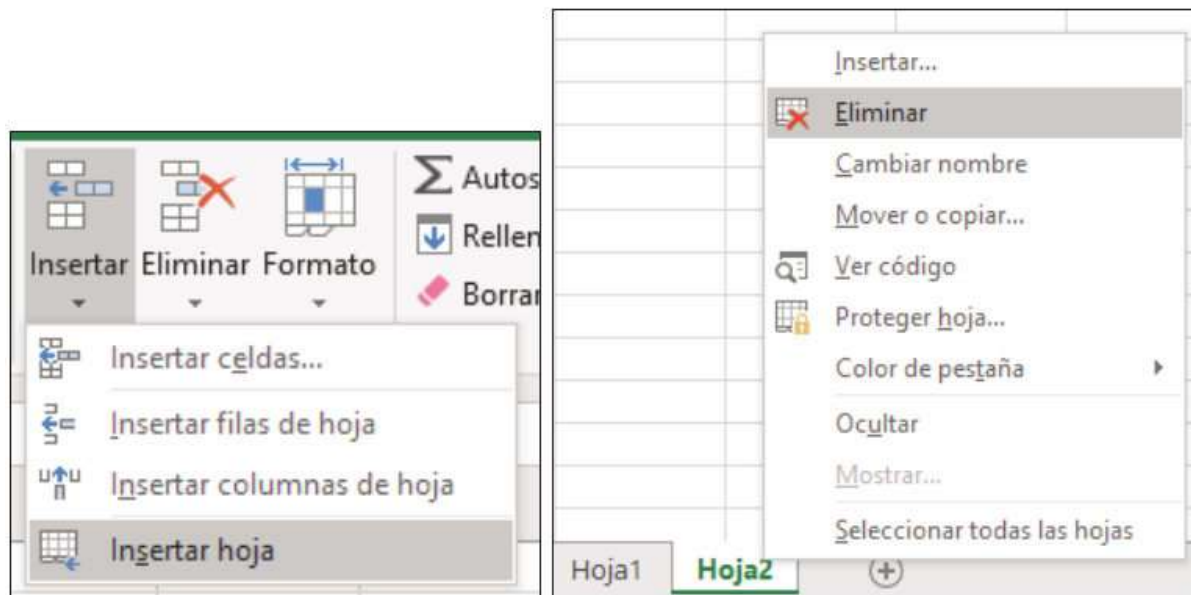 Insertar Eliminar Formato
Autos
Rellen
Borrar
Insertar celdas...
Insertar filas de hoja
Insertar columnas de hoja
Insertar hoja
Insertar...
Eliminar
Cambiar nombre
Mover o copiar...
Ver código
Proteger hoja...
Color de pestaña
Ocultar
Mostrar...
Seleccionar todas las hojas
Hoja1 Hoja2